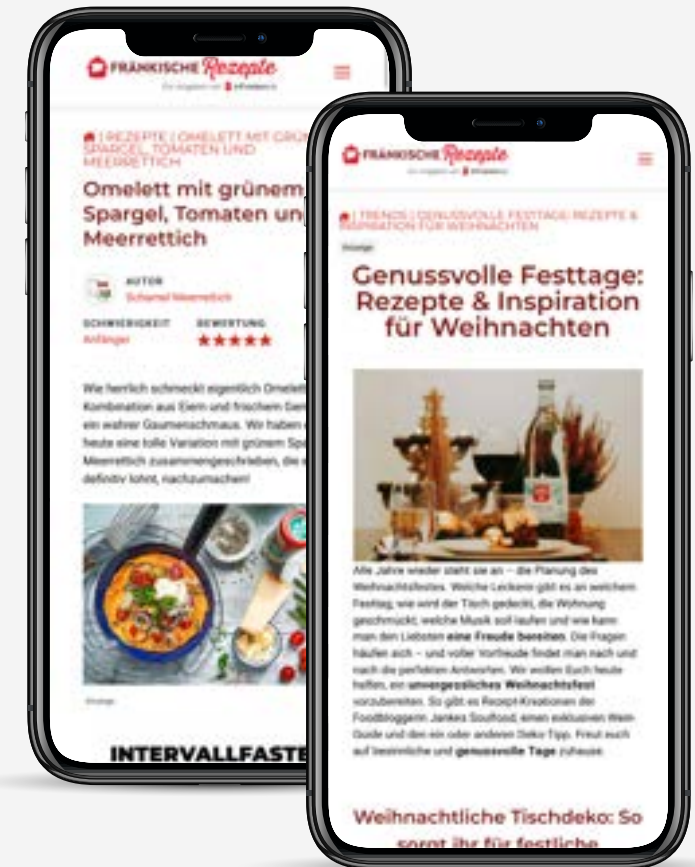 FRÄNKISCHE Rezepte
| REZEPTE | OMELETT MIT GRÜN
SPARGEL, TOMATEN UND
MEERRETTICH
Omelett mit grünem
Spargel, Tomaten un
Meerrettich
AUTOR
Schamel Meerrettich
SCHWIERIGKEIT BEWERTUNG
Anfänger
Wie herrlich schmeckt eigentlich Omelett
Kombination aus Eiern und frischem Gem
ein wahrer Gaumenschmaus. Wir haben
heute eine tolle Variation mit grünem Spa
Meerrettich zusammengeschrieben, die
definitiv lohnt, nachzumachen!
Anzeige
INTERVALLFASTE
FRÄNKISCHE Rezepte
| TRENDS | GENUSSVOLLE FESTTAGE: REZEPTE &
INSPIRATION FÜR WEIHNACHTEN
Anzeige
Genussvolle Festtage:
Rezepte & Inspiration
für Weihnachten
Alle Jahre wieder steht sie an – die Planung des
Weihnachtsfestes. Welche Leckerei gibt es an welchem
Festtag, wie wird der Tisch gedeckt, die Wohnung
geschmückt, welche Musik soll laufen und wie kann
man den Liebsten eine Freude bereiten. Die Fragen
häufen sich – und voller Vorfreude findet man nach und
nach die perfekten Antworten. Wir wollen Euch heute
helfen, ein unvergessliches Weihnachtsfest
vorzubereiten. So gibt es Rezept-Kreationen der
Foodbloggerin Jankes Soulfood, einen exklusiven Wein-
Guide und den ein oder anderen Deko-Tipp. Freut euch
auf besinnliche und genussvolle Tage zuhause.
Weihnachtliche Tischdeko: So
sorgt ihr für festliche